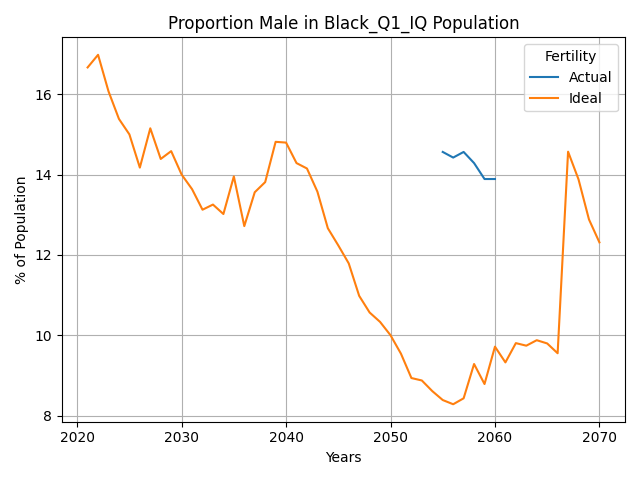 Proportion Male in Black_Q1_IQ Population
Fertility
Actual
Ideal
% of Population
16
14
12
10
8
2020 2030 2040 2050 2060 2070
Years